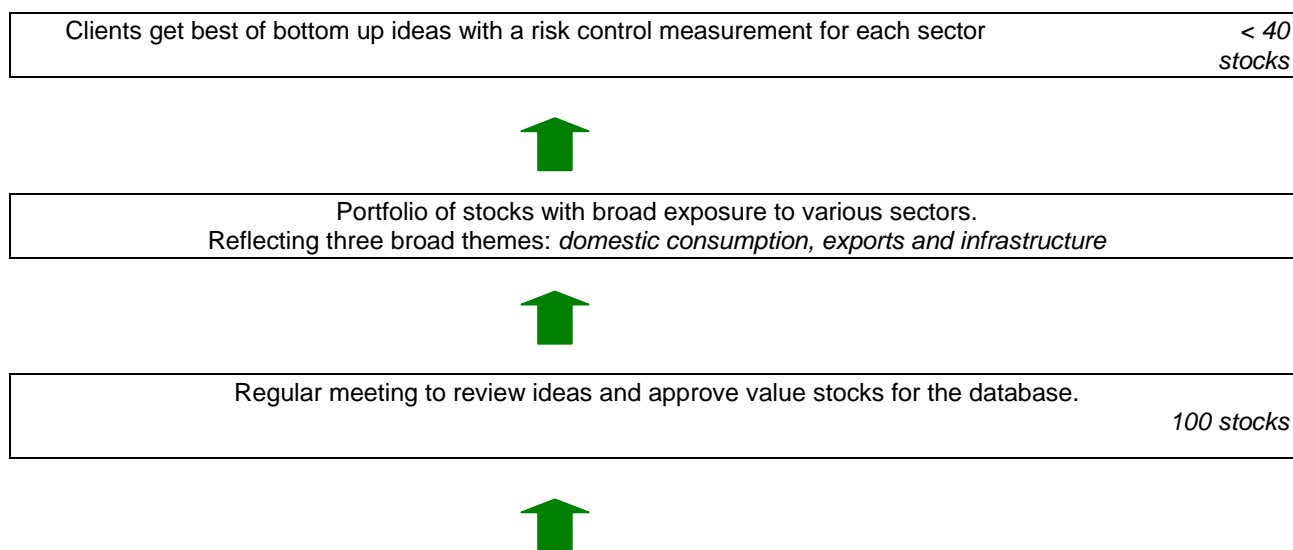 Clients get best of bottom up ideas with a risk control measurement for each sector < 40
stocks
Portfolio of stocks with broad exposure to various sectors.
Reflecting three broad themes: domestic consumption, exports and infrastructure
Regular meeting to review ideas and approve value stocks for the database.
100 stocks